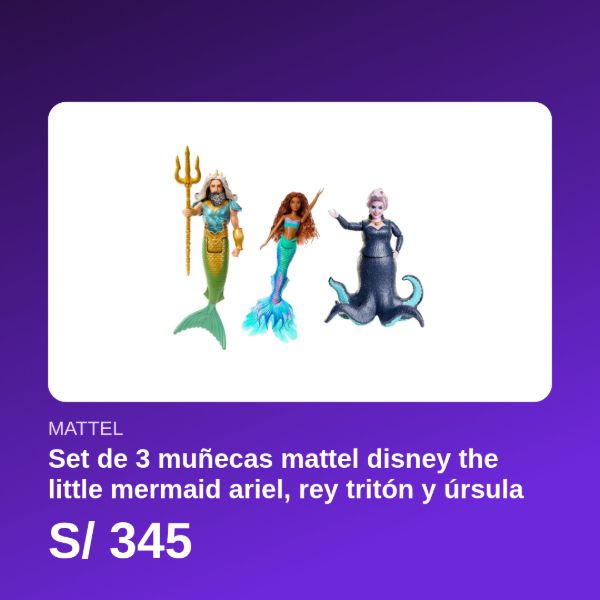 MATTEL
Set de 3 muñecas mattel disney the
little mermaid ariel, rey tritón y úrsula
S/ 345